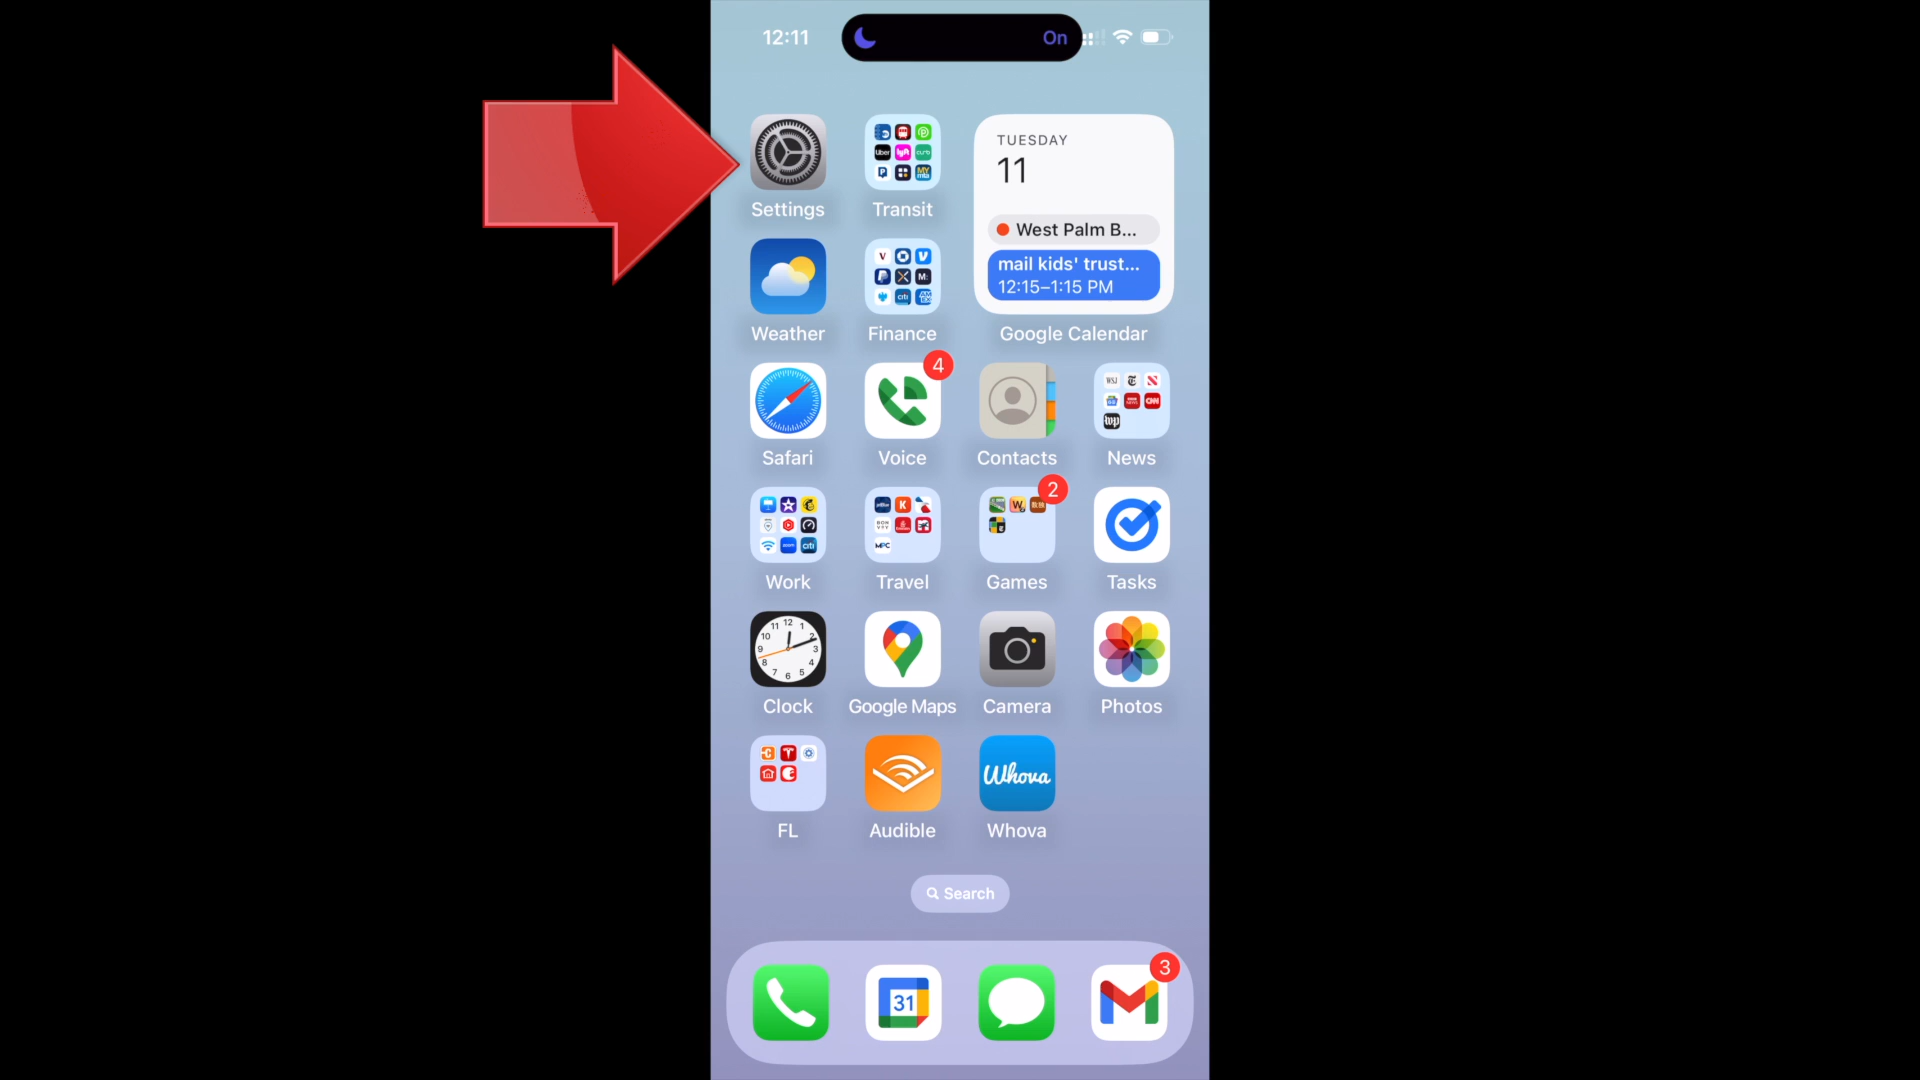 12:11
On
TUESDAY
11
West Palm B...
mail kids' trust...
12:15–1:15 PM
Settings
Transit
Weather
Finance
Google Calendar
4
Safari
Voice
Contacts
News
2
Work
Travel
Games
Tasks
Clock
Google Maps
Camera
Photos
Whova
FL
Audible
Whova
Search
31
3